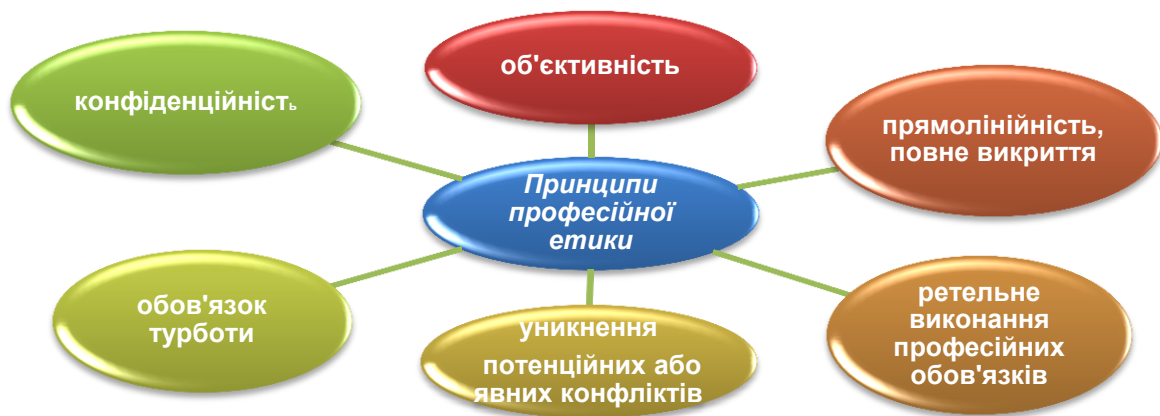 об'єктивність
конфіденційність
прямолінійність,
повне викриття
Принципи
професійної
етики
обов'язок
турботи
уникнення
потенційних або
явних конфліктів
ретельне
виконання
професійних
обов'язків